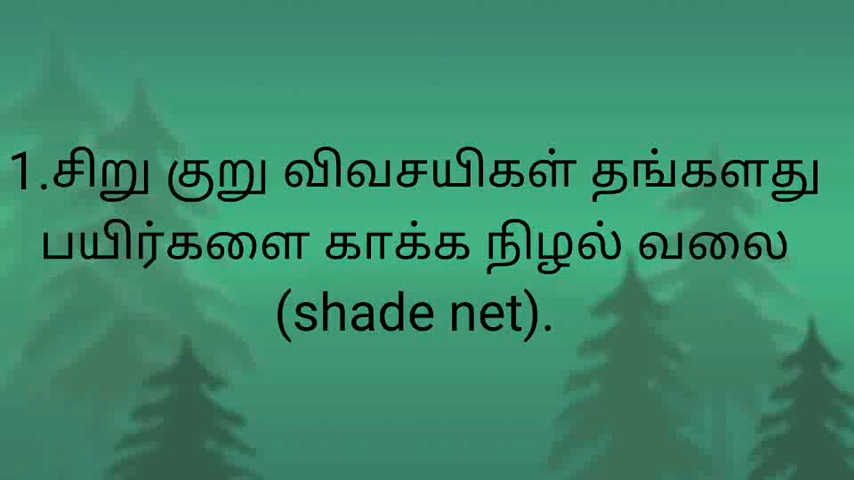 1.சிறு குறு விவசயிகள் தங்களது
பயிர்களை காக்க நிழல் வலை
(shade net).